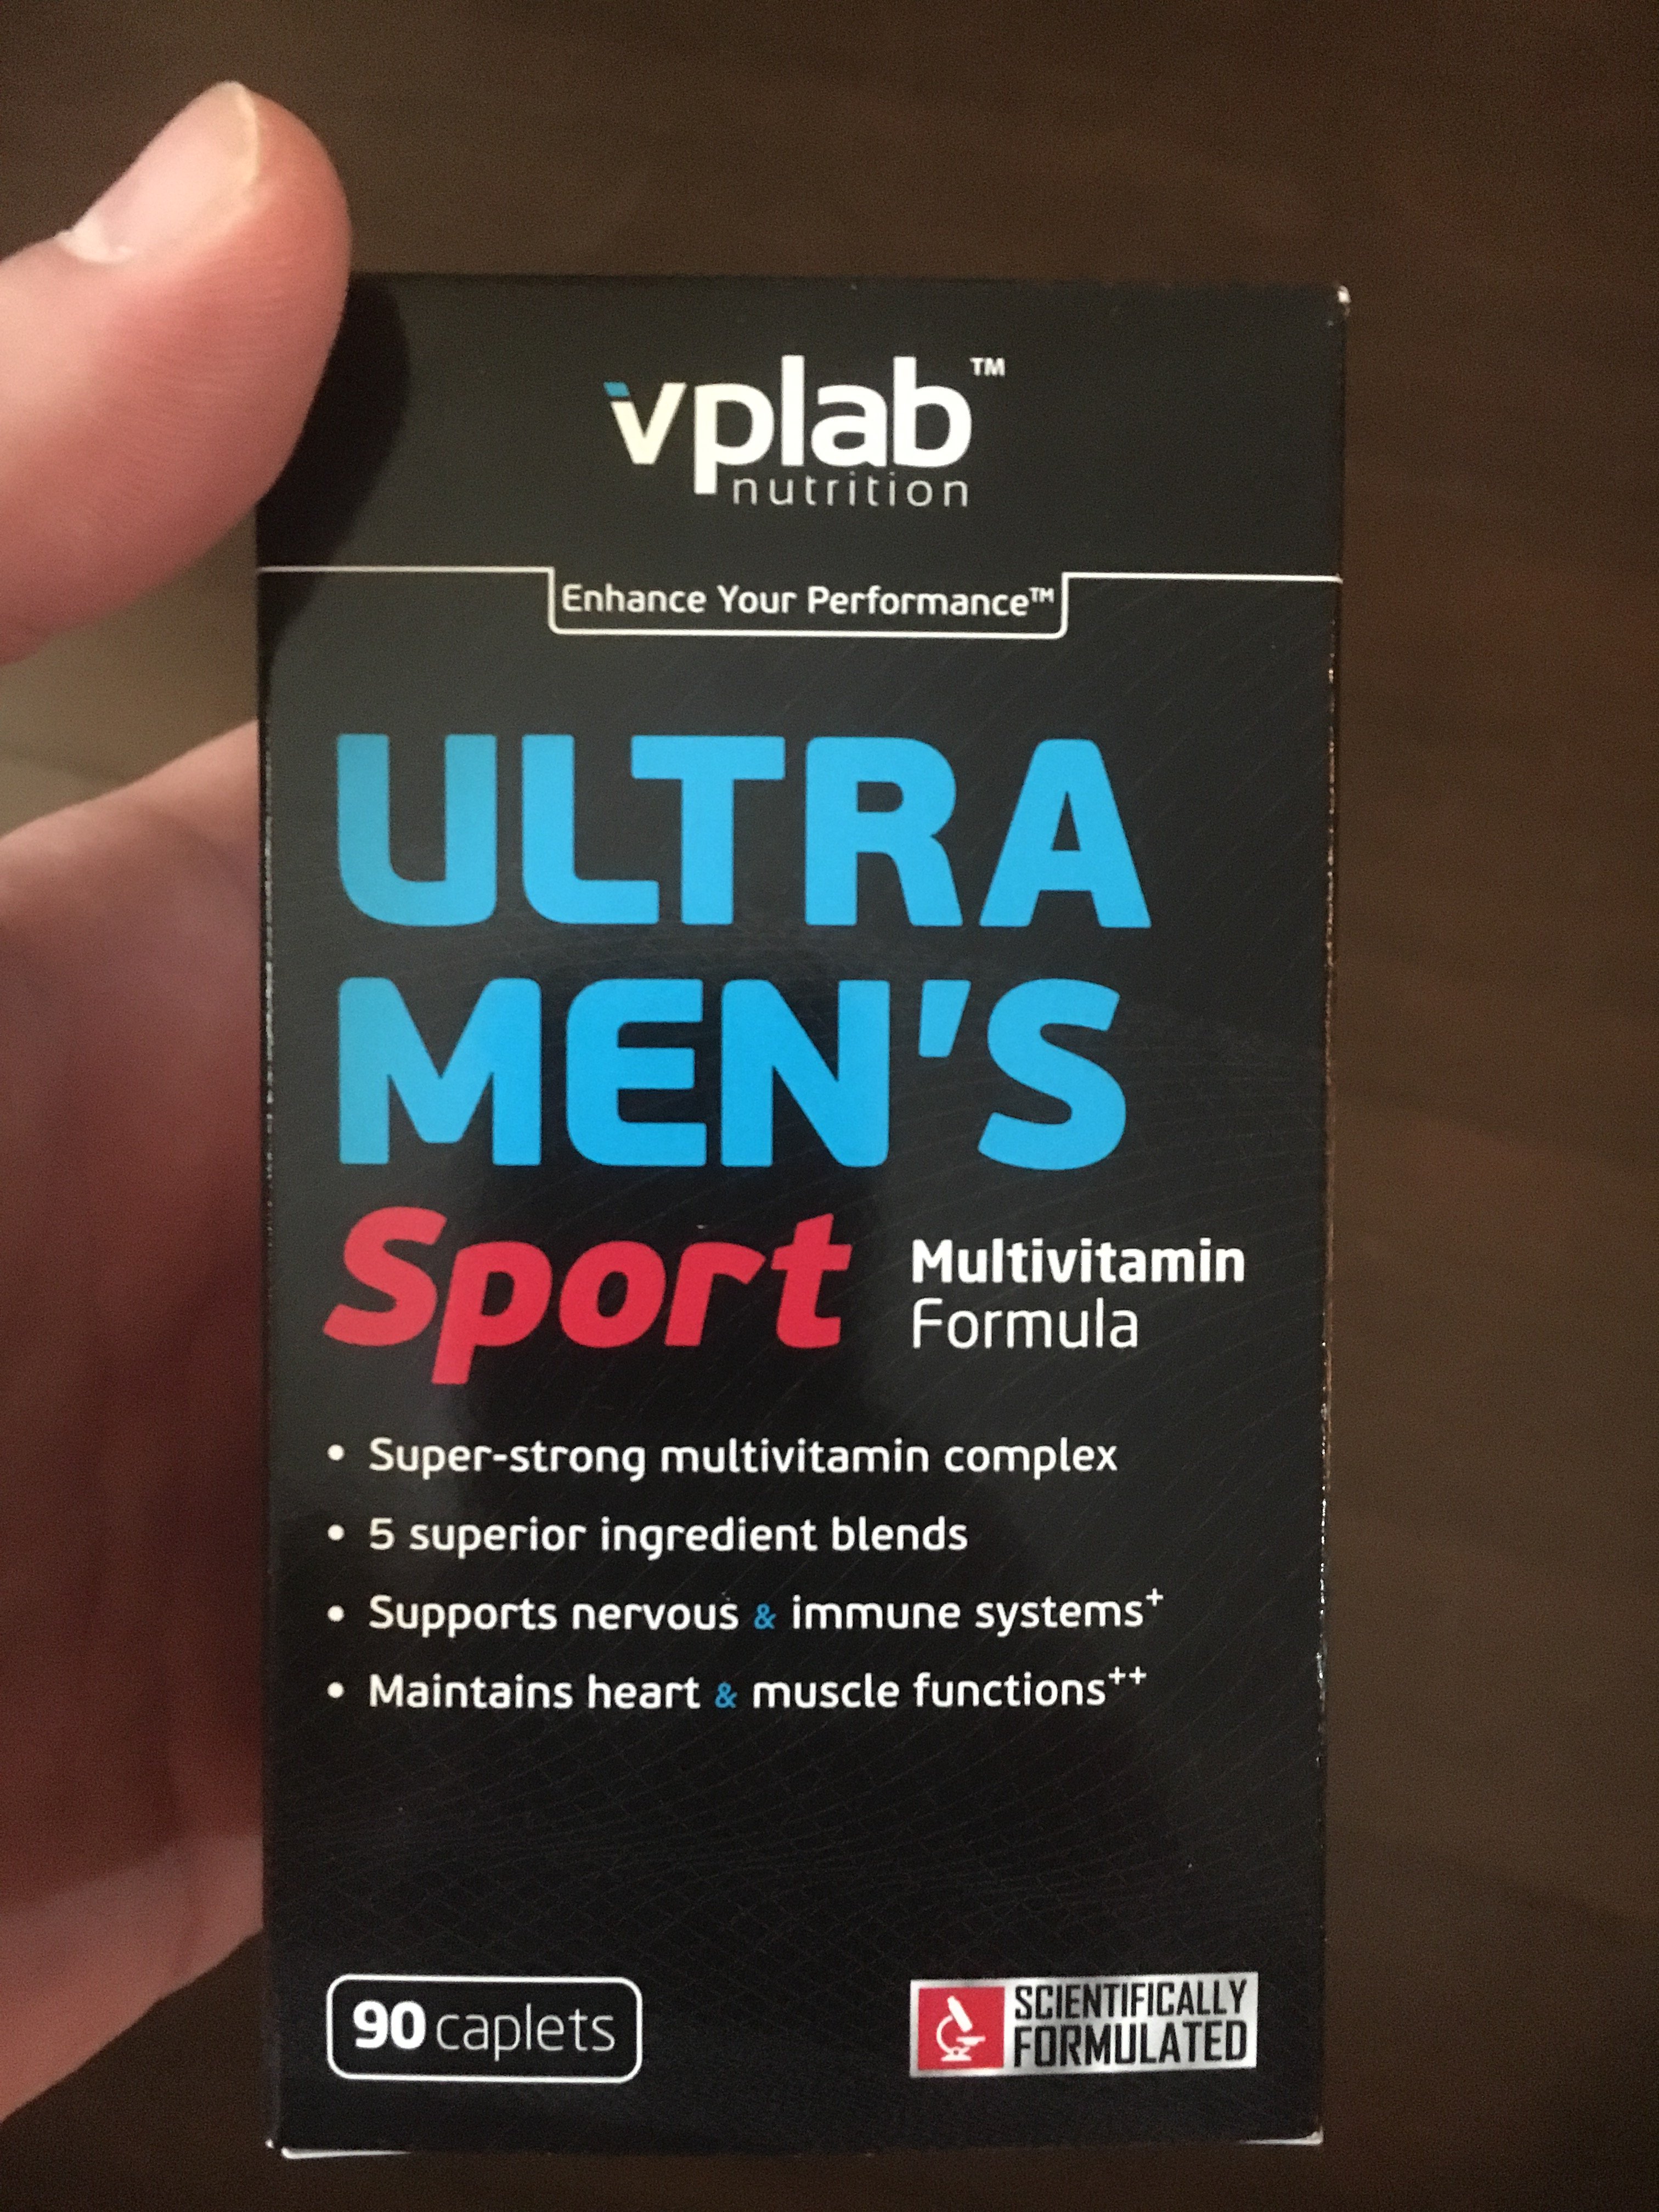 vplab™
nutrition
Enhance Your Performance™
ULTRA
MEN'S
Sport
Multivitamin
Formula
• Super-strong multivitamin complex
• 5 superior ingredient blends
• Supports nervous & immune systems⁺
• Maintains heart & muscle functions⁺⁺
90 caplets
SCIENTIFICALLY
FORMULATED